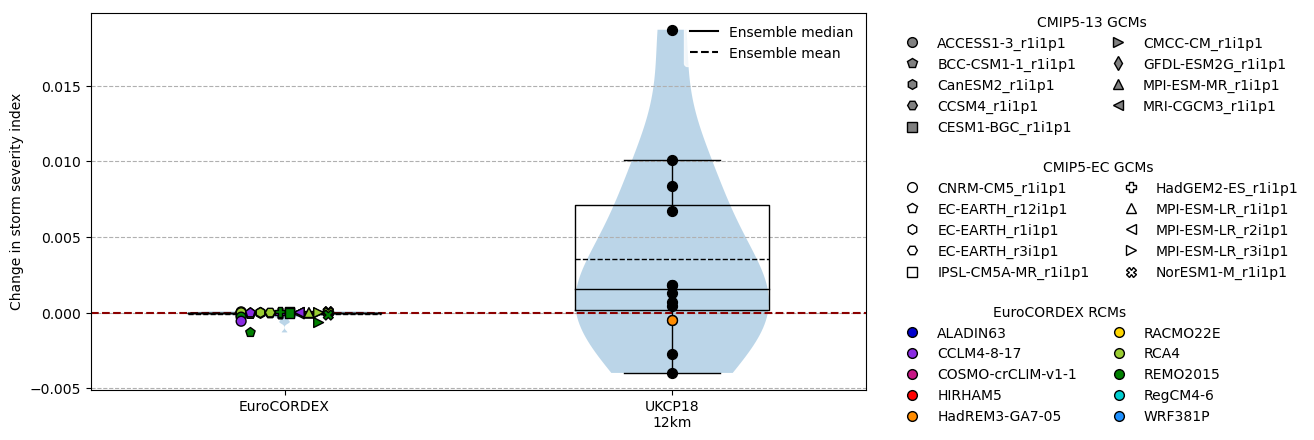 Change in storm severity index
0.015
0.010
0.005
0.000
−0.005
EuroCORDEX
UKCP18
12km
Ensemble median
Ensemble mean
CMIP5-13 GCMs
ACCESS1-3_r1i1p1
BCC-CSM1-1_r1i1p1
CanESM2_r1i1p1
CCSM4_r1i1p1
CESM1-BGC_r1i1p1
CMCC-CM_r1i1p1
GFDL-ESM2G_r1i1p1
MPI-ESM-MR_r1i1p1
MRI-CGCM3_r1i1p1
CMIP5-EC GCMs
CNRM-CM5_r1i1p1
EC-EARTH_r12i1p1
EC-EARTH_r1i1p1
EC-EARTH_r3i1p1
IPSL-CM5A-MR_r1i1p1
HadGEM2-ES_r1i1p1
MPI-ESM-LR_r1i1p1
MPI-ESM-LR_r2i1p1
MPI-ESM-LR_r3i1p1
NorESM1-M_r1i1p1
EuroCORDEX RCMs
ALADIN63
CCLM4-8-17
COSMO-crCLIM-v1-1
HIRHAM5
HadREM3-GA7-05
RACMO22E
RCA4
REMO2015
RegCM4-6
WRF381P